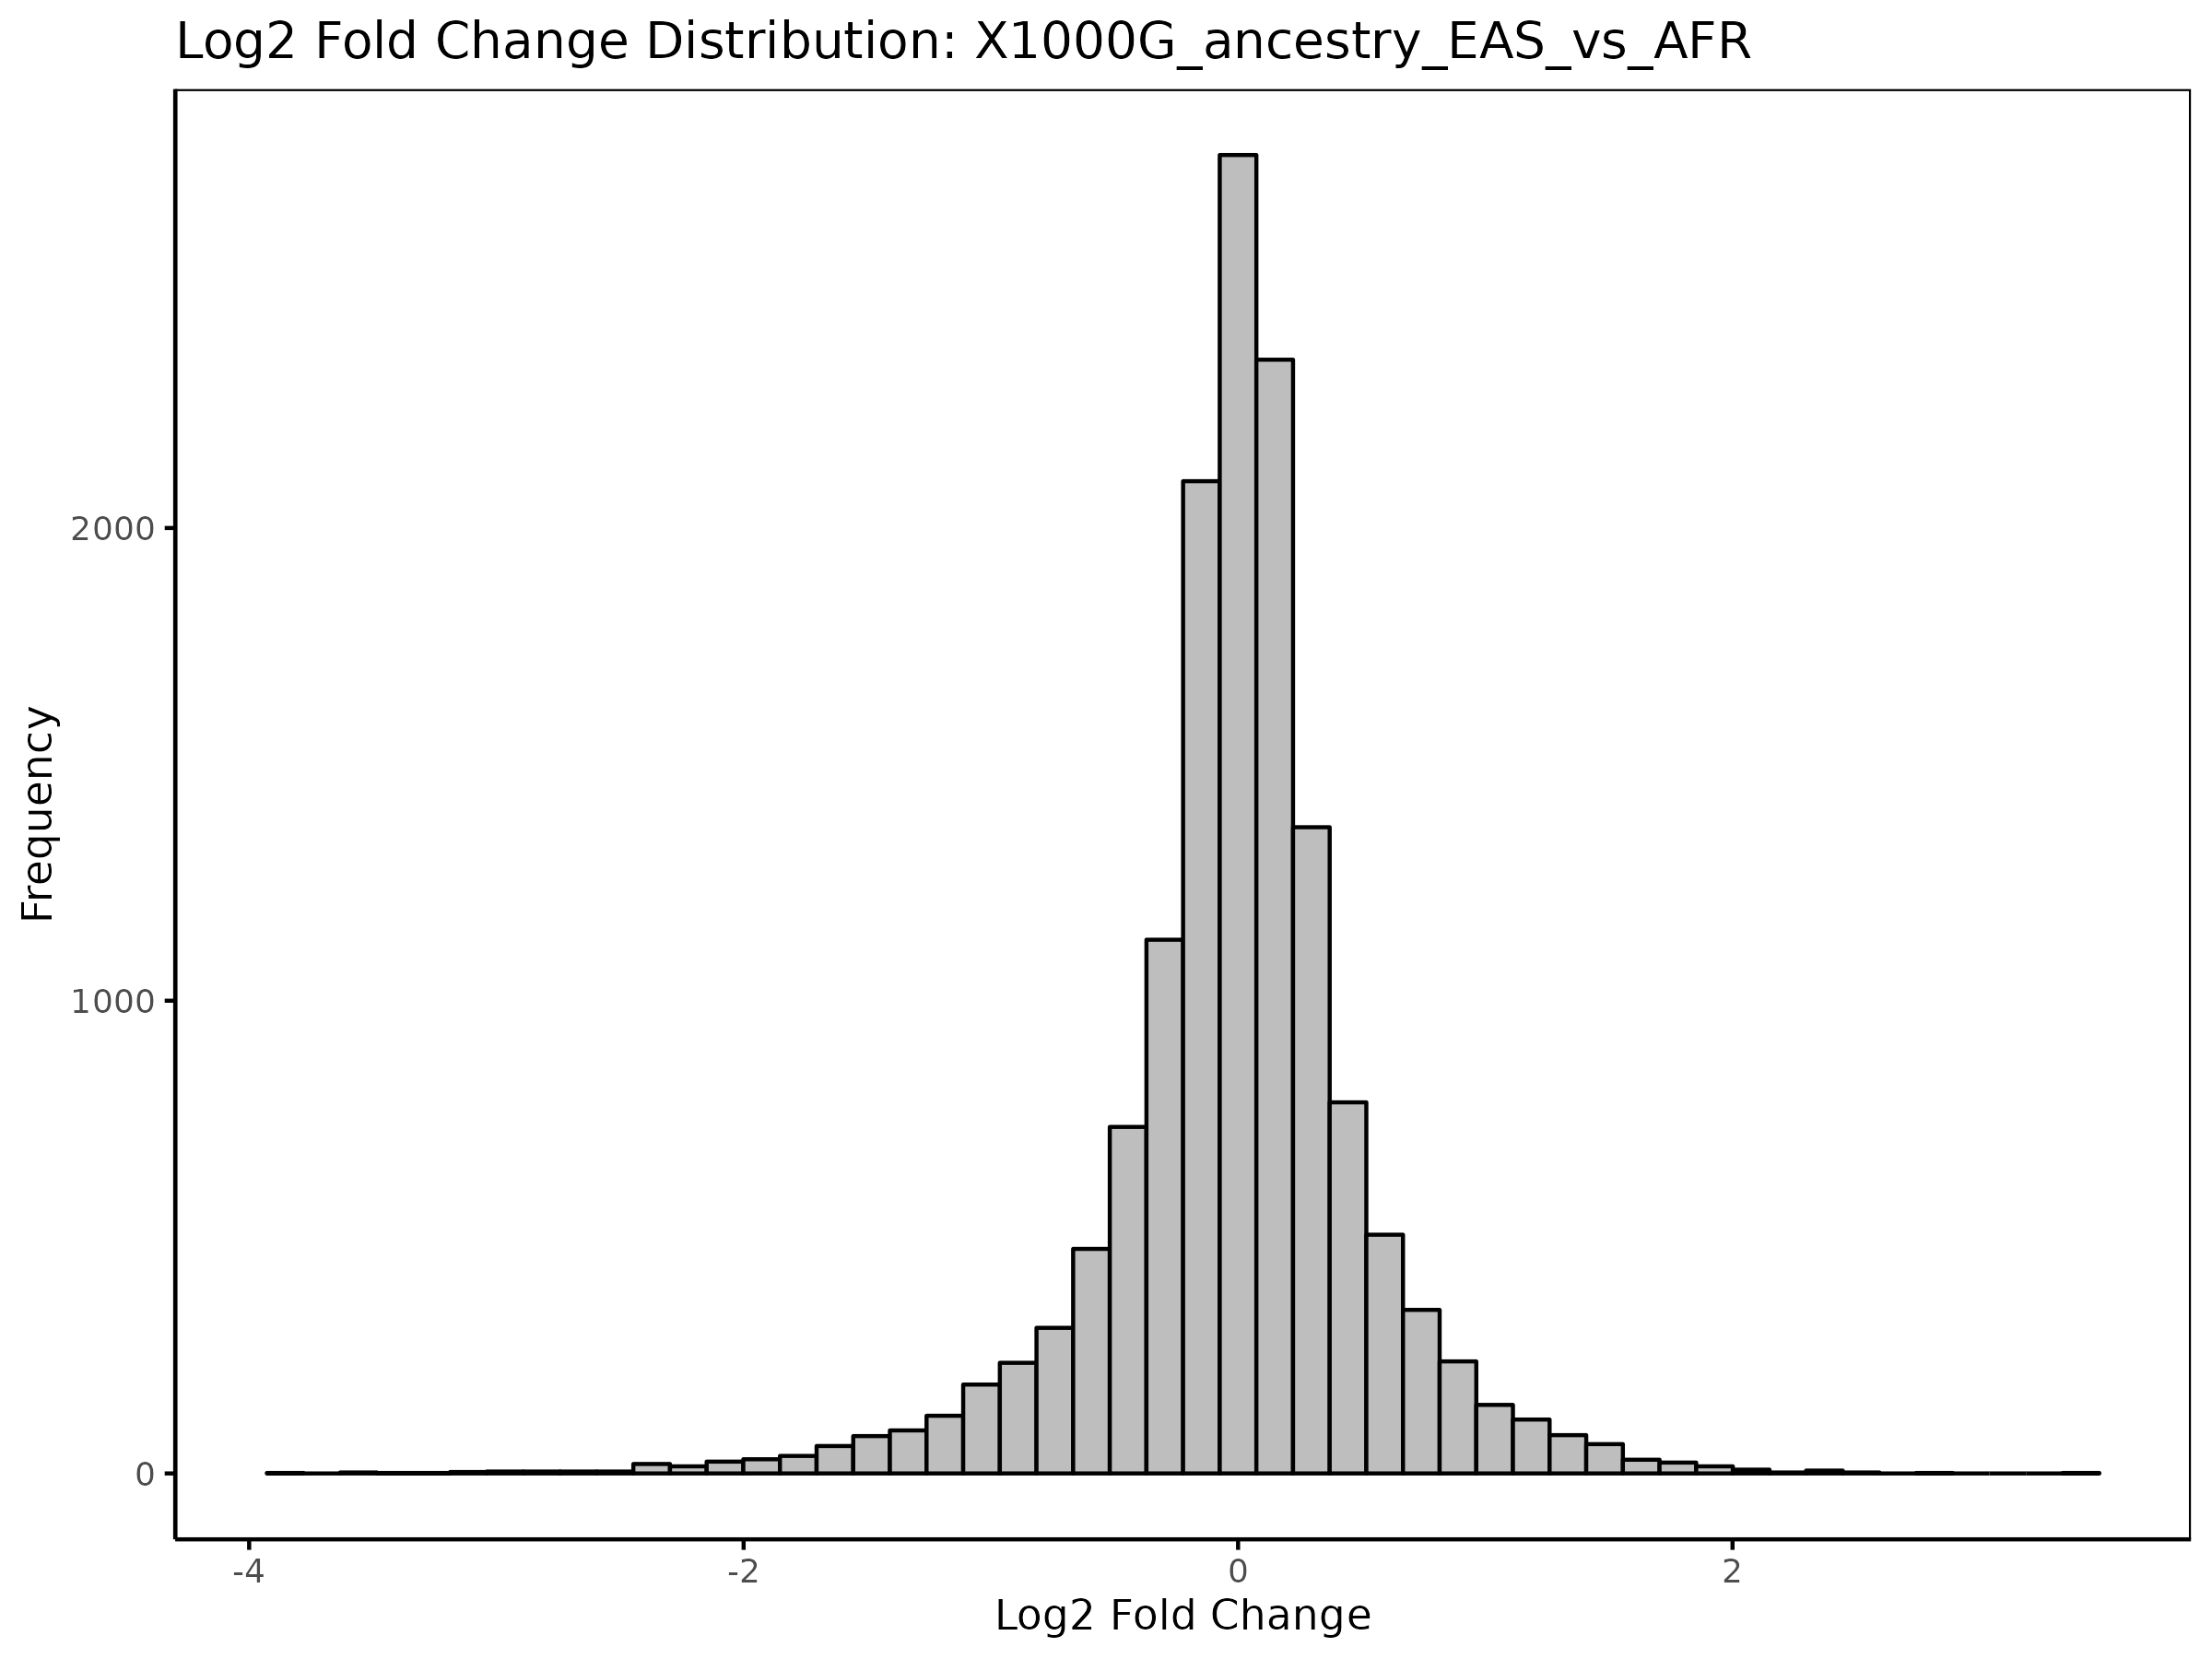 Log2 Fold Change Distribution: X1000G_ancestry_EAS_vs_AFR
Frequency
2000
1000
0
-4
-2
0
2
Log2 Fold Change